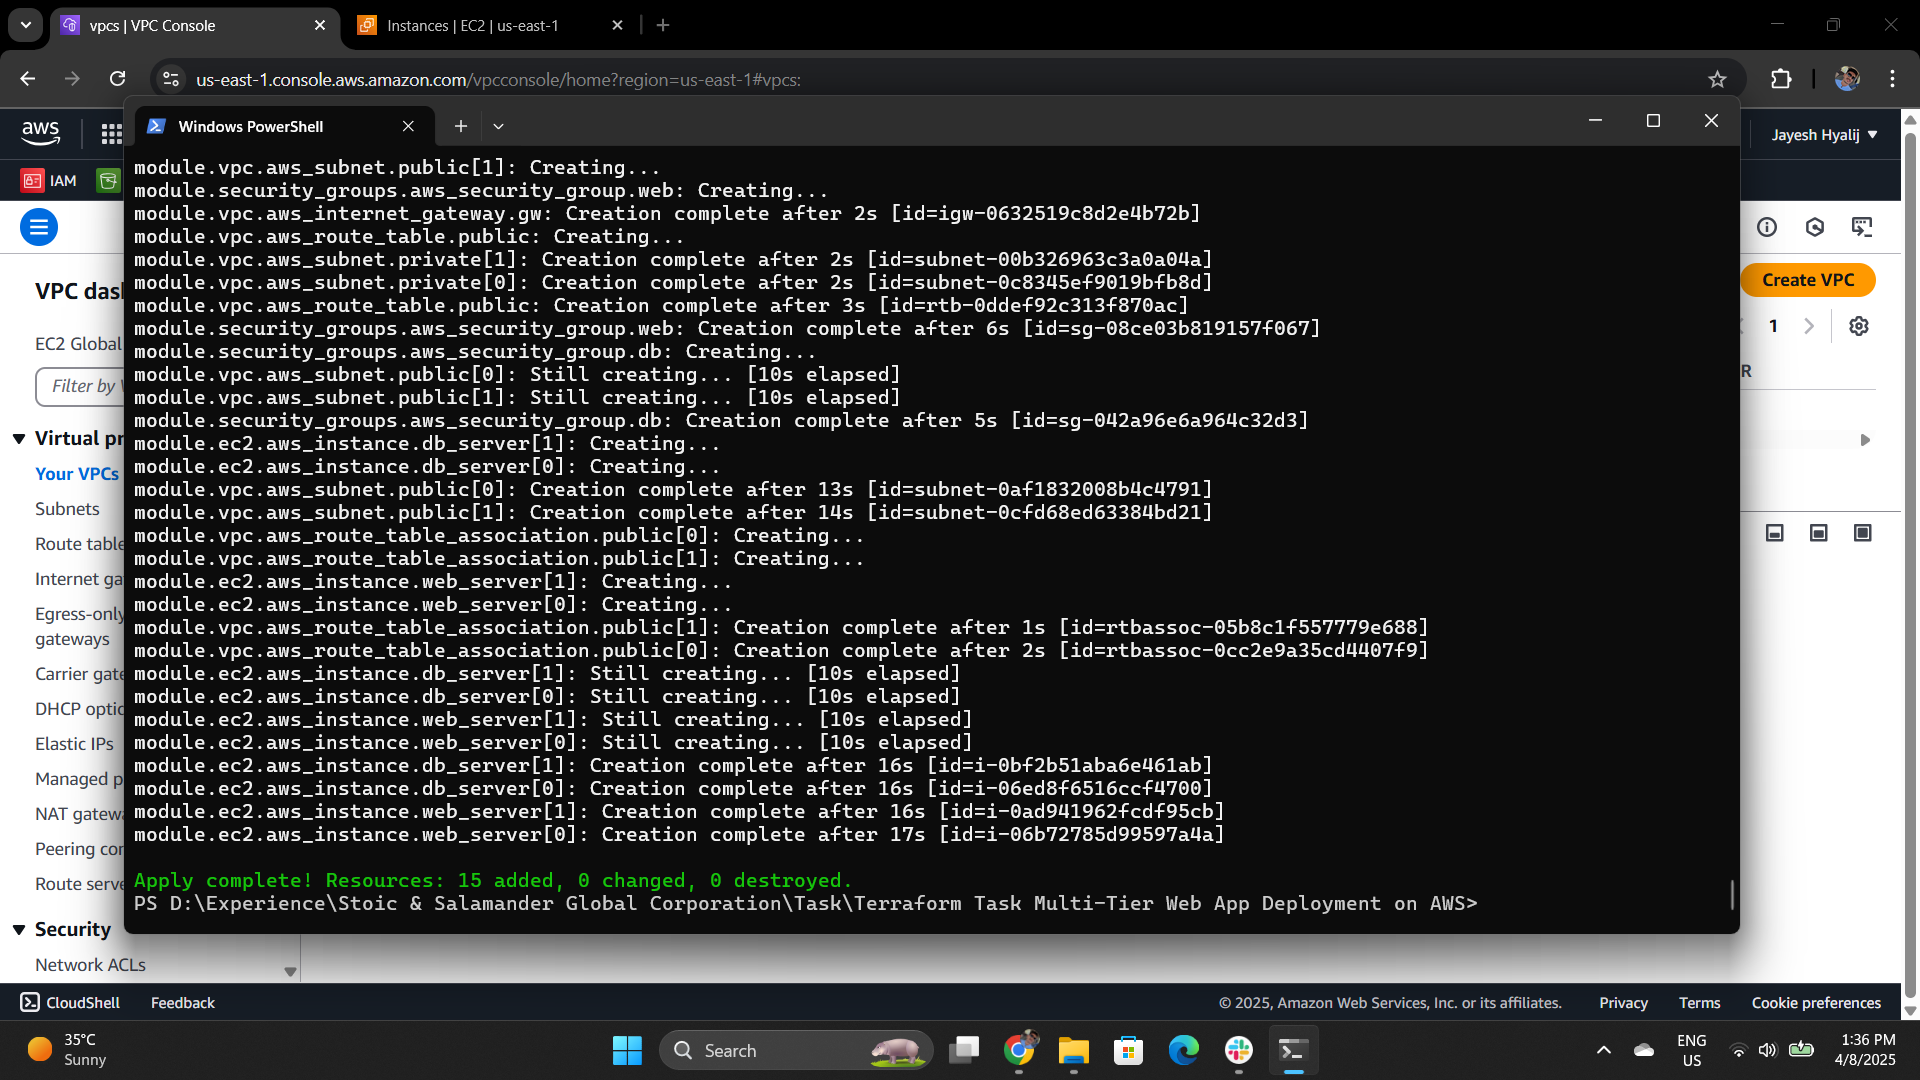 vpcs | VPC Console
Instances | EC2 | us-east-1
us-east-1.console.aws.amazon.com/vpcconsole/home?region=us-east-1#vpcs:
Windows PowerShell
aws
Jayesh Hyalij
IAM
VPC das
Create VPC
EC2 Global
1
Filter by
R
Virtual pr
Your VPCs
Subnets
Route table
Internet ga
Egress-only
gateways
Carrier gate
DHCP optio
Elastic IPs
Managed p
NAT gatewa
Peering con
Route serve
Security
Network ACLs
module.vpc.aws_subnet.public[1]: Creating...
module.security_groups.aws_security_group.web: Creating...
module.vpc.aws_internet_gateway.gw: Creation complete after 2s [id=igw-0632519c8d2e4b72b]
module.vpc.aws_route_table.public: Creating...
module.vpc.aws_subnet.private[1]: Creation complete after 2s [id=subnet-00b326963c3a0a04a]
module.vpc.aws_subnet.private[0]: Creation complete after 2s [id=subnet-0c8345ef9019bfb8d]
module.vpc.aws_route_table.public: Creation complete after 3s [id=rtb-0ddef92c313f870ac]
module.security_groups.aws_security_group.web: Creation complete after 6s [id=sg-08ce03b819157f067]
module.security_groups.aws_security_group.db: Creating...
module.vpc.aws_subnet.public[0]: Still creating... [10s elapsed]
module.vpc.aws_subnet.public[1]: Still creating... [10s elapsed]
module.security_groups.aws_security_group.db: Creation complete after 5s [id=sg-042a96e6a964c32d3]
module.ec2.aws_instance.db_server[1]: Creating...
module.ec2.aws_instance.db_server[0]: Creating...
module.vpc.aws_subnet.public[0]: Creation complete after 13s [id=subnet-0af1832008b4c4791]
module.vpc.aws_subnet.public[1]: Creation complete after 14s [id=subnet-0cfd68ed63384bd21]
module.vpc.aws_route_table_association.public[0]: Creating...
module.vpc.aws_route_table_association.public[1]: Creating...
module.ec2.aws_instance.web_server[1]: Creating...
module.ec2.aws_instance.web_server[0]: Creating...
module.vpc.aws_route_table_association.public[1]: Creation complete after 1s [id=rtbassoc-05b8c1f557779e688]
module.vpc.aws_route_table_association.public[0]: Creation complete after 2s [id=rtbassoc-0cc2e9a35cd4407f9]
module.ec2.aws_instance.db_server[1]: Still creating... [10s elapsed]
module.ec2.aws_instance.db_server[0]: Still creating... [10s elapsed]
module.ec2.aws_instance.web_server[1]: Still creating... [10s elapsed]
module.ec2.aws_instance.web_server[0]: Still creating... [10s elapsed]
module.ec2.aws_instance.db_server[1]: Creation complete after 16s [id=i-0bf2b51aba6e461ab]
module.ec2.aws_instance.db_server[0]: Creation complete after 16s [id=i-06ed8f6516ccf4700]
module.ec2.aws_instance.web_server[1]: Creation complete after 16s [id=i-0ad941962fcdf95cb]
module.ec2.aws_instance.web_server[0]: Creation complete after 17s [id=i-06b72785d99597a4a]
Apply complete! Resources: 15 added, 0 changed, 0 destroyed.
PS D:\Experience\Stoic & Salamander Global Corporation\Task\Terraform Task Multi-Tier Web App Deployment on AWS>
CloudShell Feedback © 2025, Amazon Web Services, Inc. or its affiliates. Privacy Terms Cookie preferences
35°C
Sunny
Search
ENG
US
1:36 PM
4/8/2025